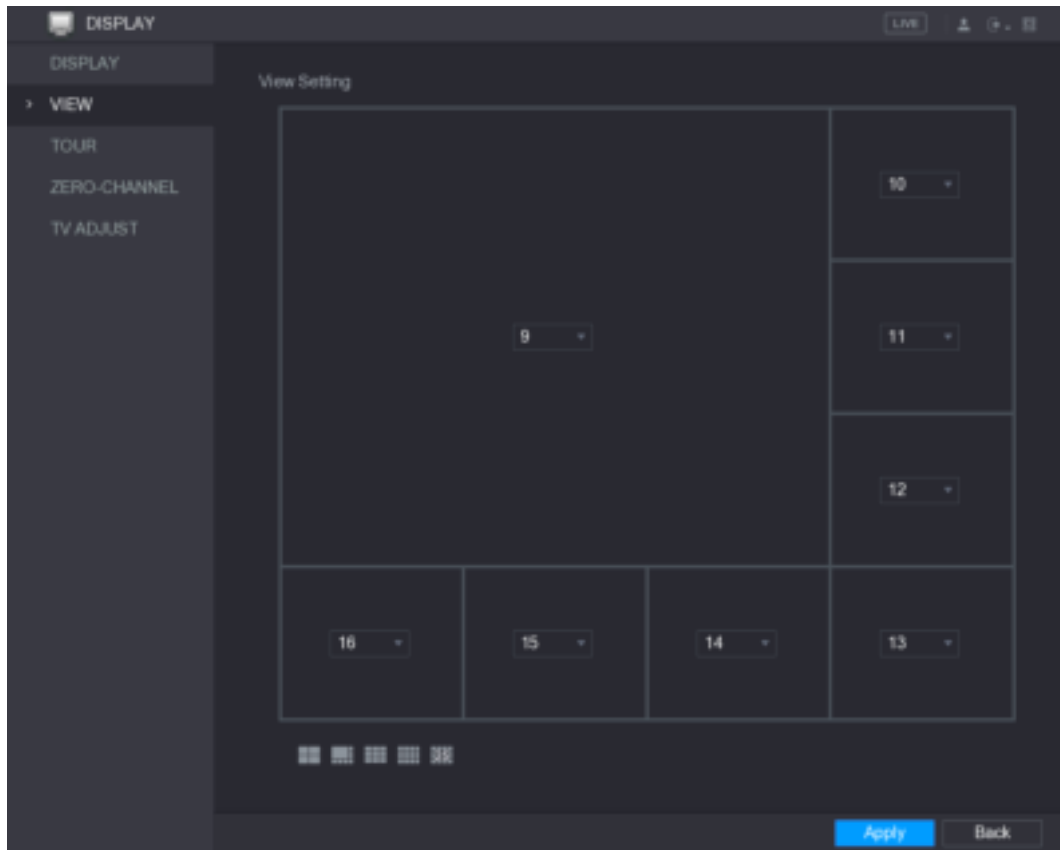 DISPLAY
LIVE
DISPLAY
View Setting
VIEW
TOUR
ZERO-CHANNEL
TV ADJUST
10
9
11
12
16
15
14
13
Apply
Back